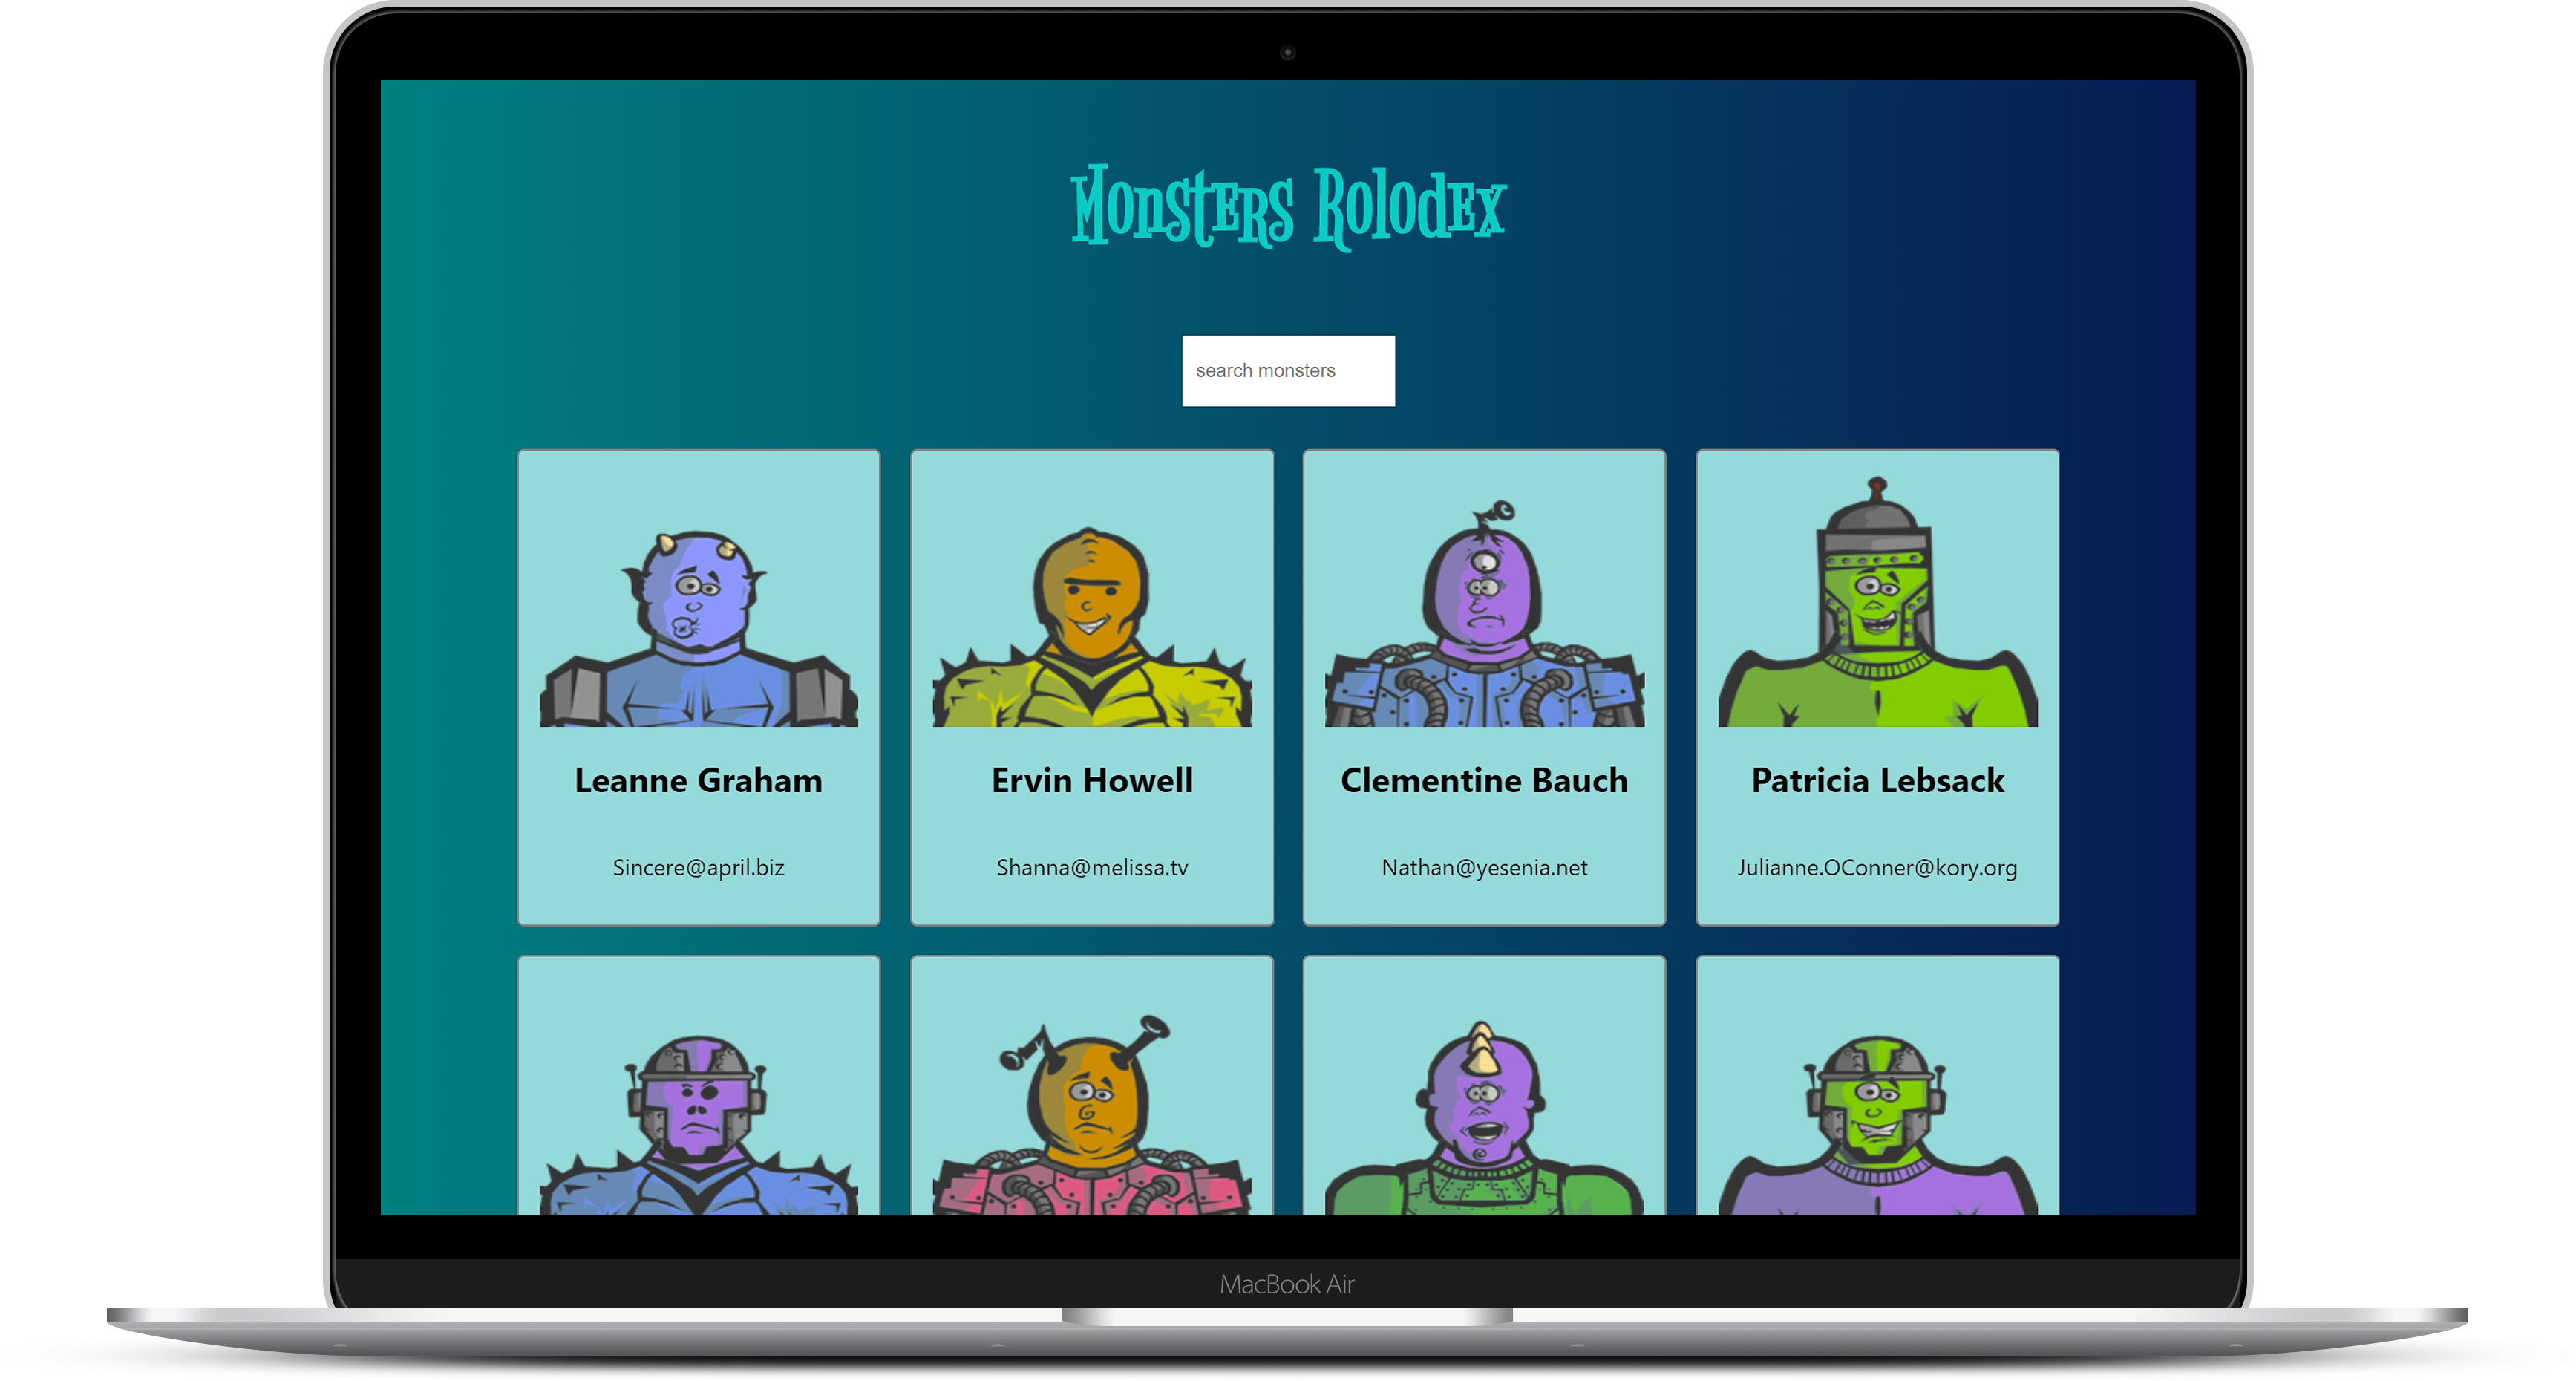 Monsters Rolodex
search monsters
Leanne Graham
Ervin Howell
Clementine Bauch
Patricia Lebsack
Sincere@april.biz
Shanna@melissa.tv
Nathan@yesenia.net
Julianne.OConner@kory.org
MacBook Air